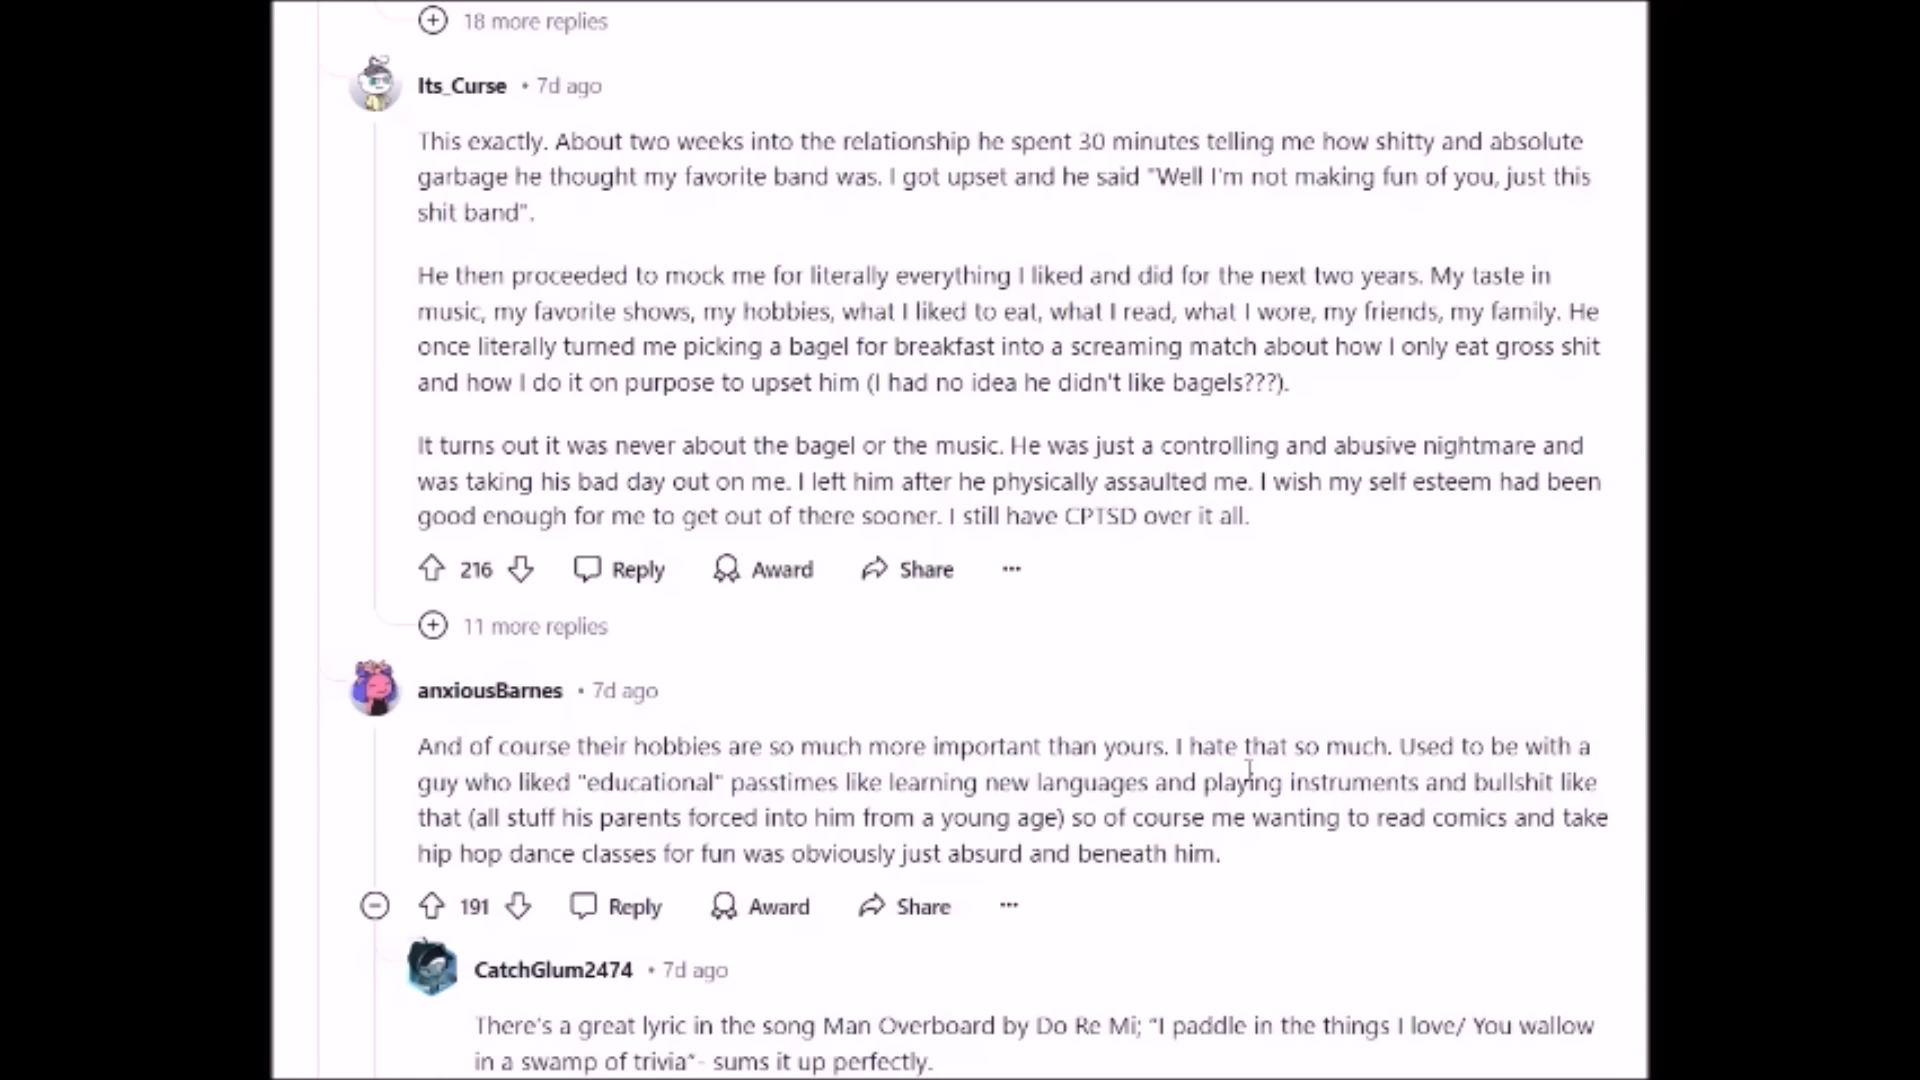 18 more replies
Its_Curse • 7d ago
This exactly. About two weeks into the relationship he spent 30 minutes telling me how shitty and absolute
garbage he thought my favorite band was. I got upset and he said "Well I'm not making fun of you, just this
shit band".
He then proceeded to mock me for literally everything I liked and did for the next two years. My taste in
music, my favorite shows, my hobbies, what I liked to eat, what I read, what I wore, my friends, my family. He
once literally turned me picking a bagel for breakfast into a screaming match about how I only eat gross shit
and how I do it on purpose to upset him (I had no idea he didn't like bagels???).
It turns out it was never about the bagel or the music. He was just a controlling and abusive nightmare and
was taking his bad day out on me. I left him after he physically assaulted me. I wish my self esteem had been
good enough for me to get out of there sooner. I still have CPTSD over it all.
216 Reply Award Share
11 more replies
anxiousBarnes • 7d ago
And of course their hobbies are so much more important than yours. I hate that so much. Used to be with a
guy who liked "educational" passtimes like learning new languages and playing instruments and bullshit like
that (all stuff his parents forced into him from a young age) so of course me wanting to read comics and take
hip hop dance classes for fun was obviously just absurd and beneath him.
191 Reply Award Share
CatchGlum2474 • 7d ago
There's a great lyric in the song Man Overboard by Do Re Mi; "I paddle in the things I love/ You wallow
in a swamp of trivia"- sums it up perfectly.